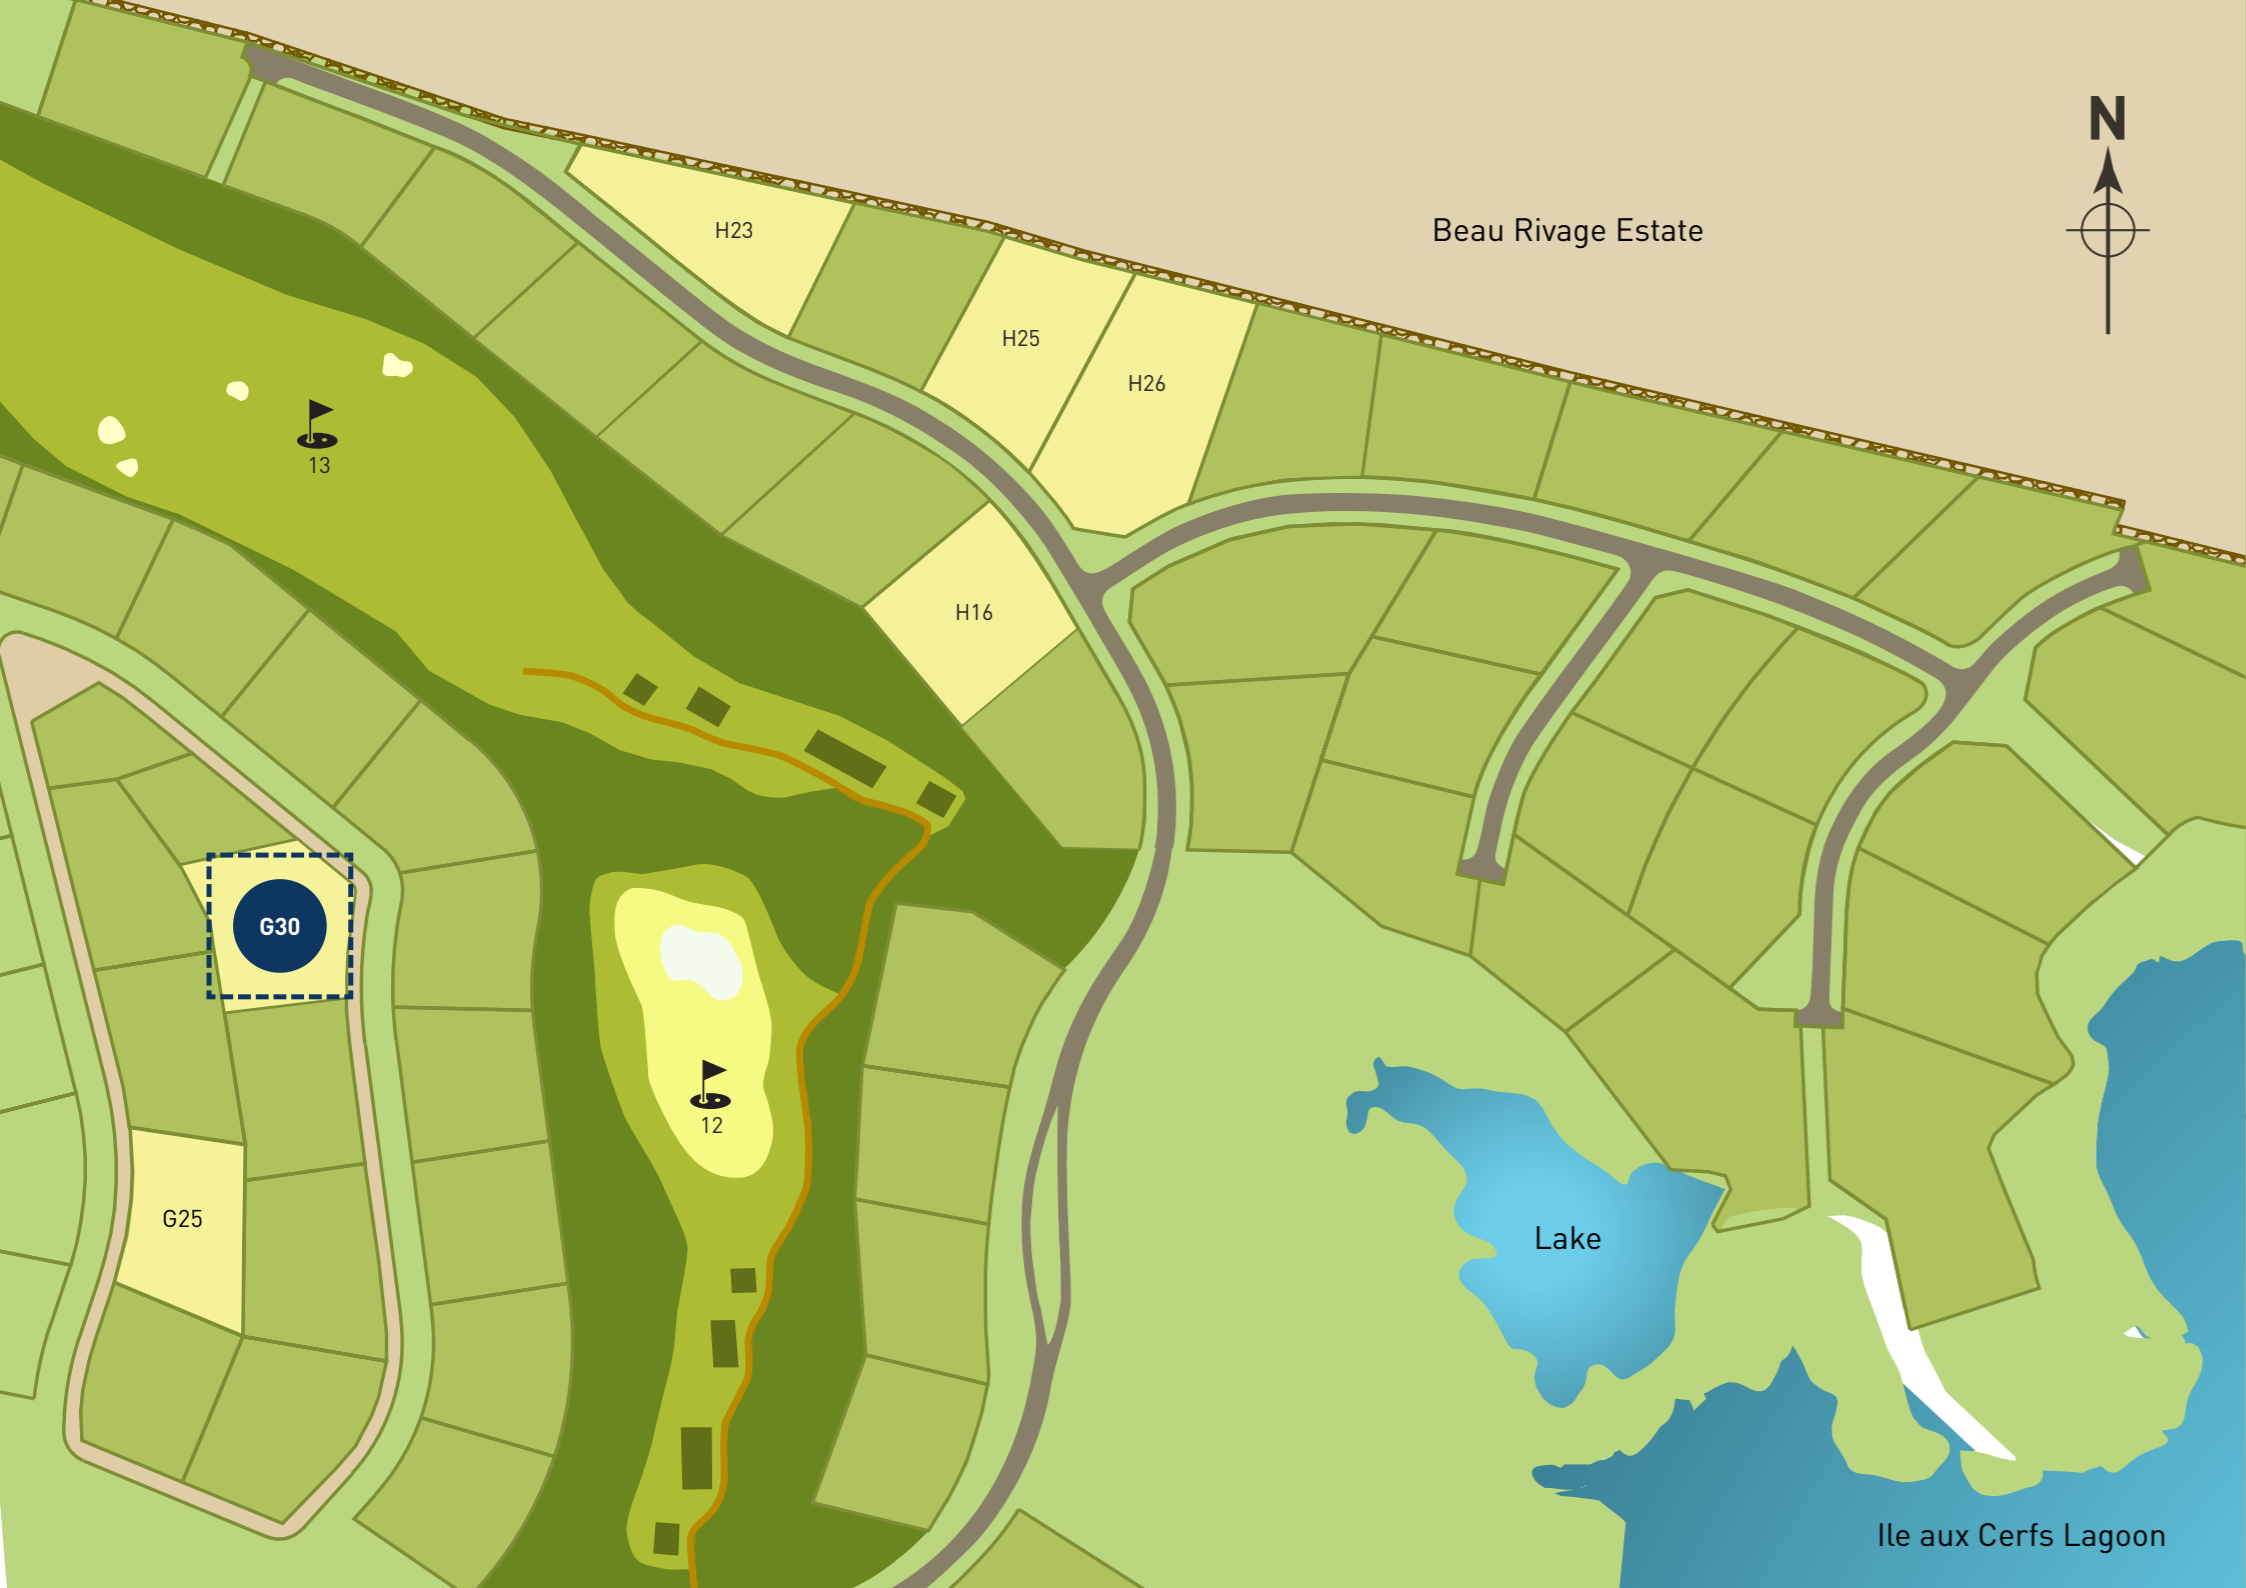 N
Beau Rivage Estate
H23
H25
H26
13
H16
G30
12
G25
Lake
Ile aux Cerfs Lagoon